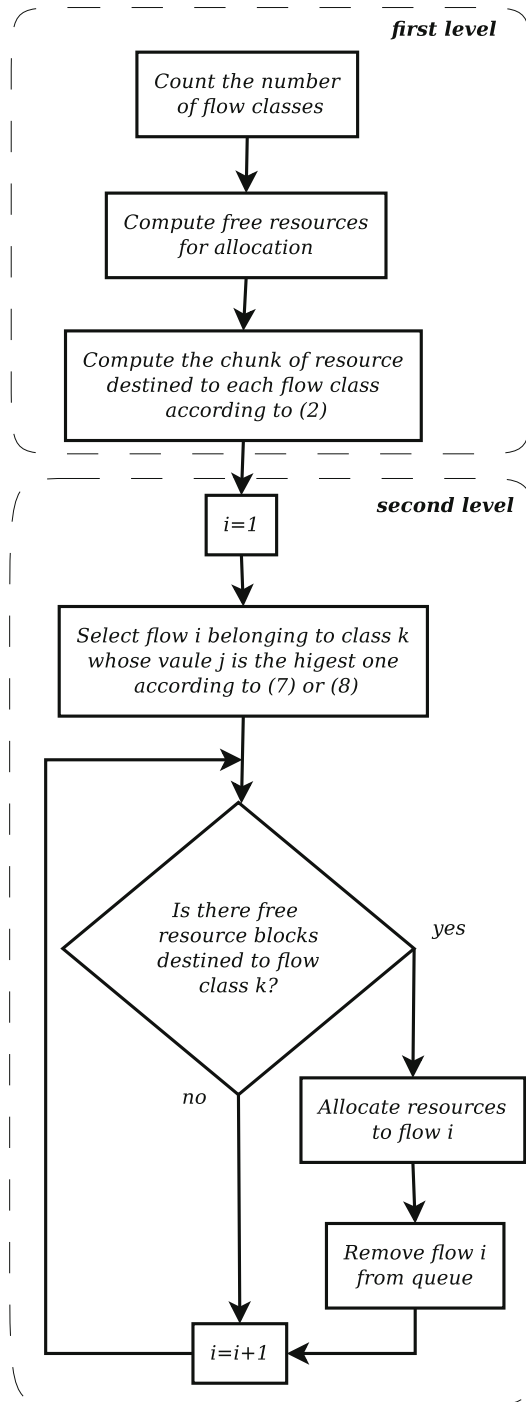 first level
Count the number
of flow classes
Compute free resources
for allocation
Compute the chunk of resource
destined to each flow class
according to (2)
second level
i=1
Select flow i belonging to class k
whose vaule j is the higest one
according to (7) or (8)
Is there free
resource blocks
destined to flow
class k?
yes
no
Allocate resources
to flow i
Remove flow i
from queue
i=i+1